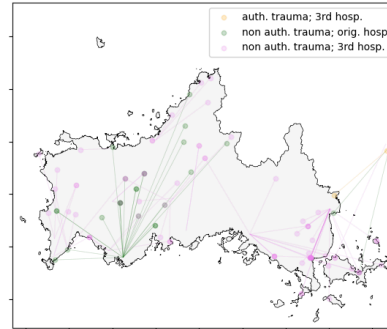 auth. trauma; 3rd hosp.
non auth. trauma; orig. hosp.
non auth. trauma; 3rd hosp.